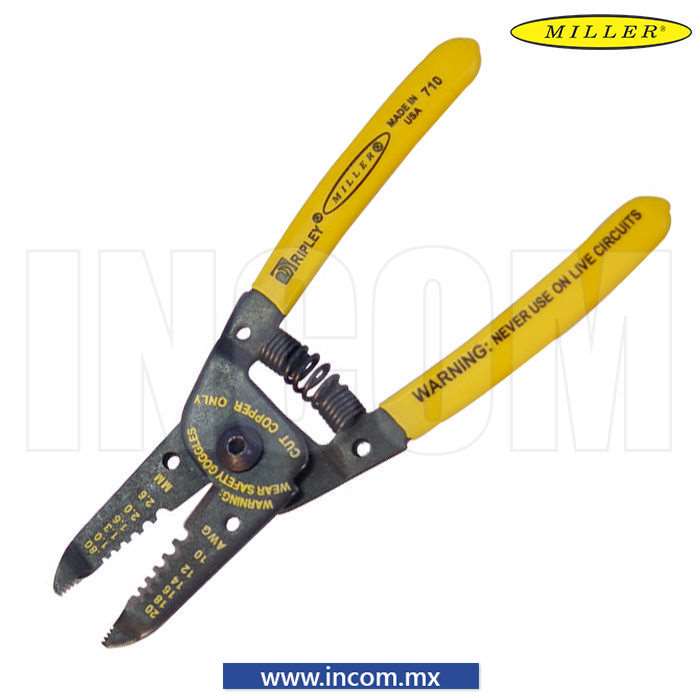 MILLER®
MADE IN
USA 710
MILLER®
RIPLEY®
WARNING: NEVER USE ON LIVE CIRCUITS
INCOM
CUT COPPER ONLY
WARNING:
WEAR SAFETY GOGGLES
MM
2.6
2.0
1.6
1.3
1.0
.80
AWG
10
12
14
16
18
20
www.incom.mx